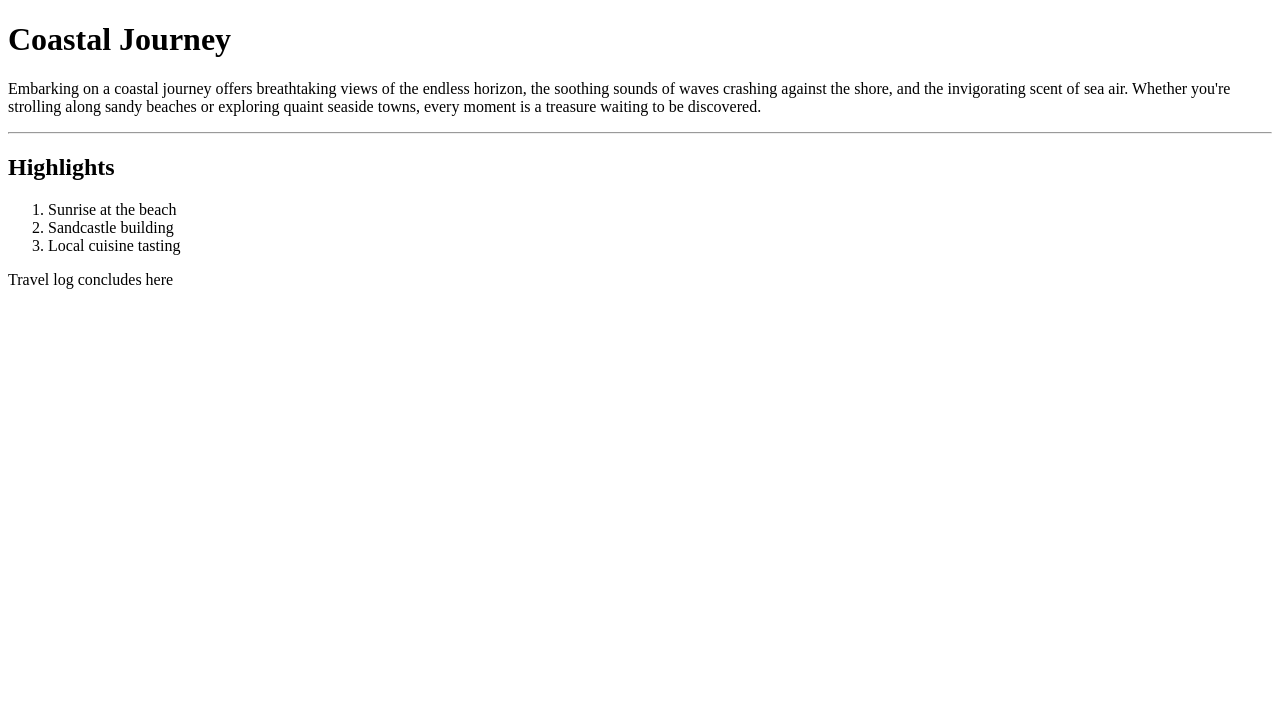 Coastal Journey
Embarking on a coastal journey offers breathtaking views of the endless horizon, the soothing sounds of waves crashing against the shore, and the invigorating scent of sea air. Whether you're
strolling along sandy beaches or exploring quaint seaside towns, every moment is a treasure waiting to be discovered.
Highlights
1. Sunrise at the beach
2. Sandcastle building
3. Local cuisine tasting
Travel log concludes here